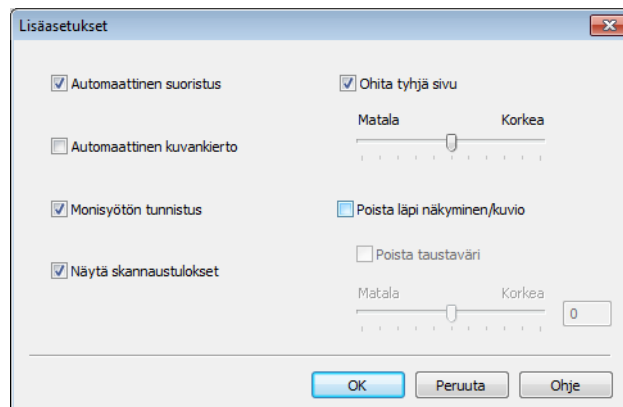 Lisäasetukset
Automaattinen suoristus
Ohita tyhjä sivu
Matala Korkea
Automaattinen kuvankierto
Monisyötön tunnistus
Poista läpi näkyminen/kuvio
Poista taustaväri
Näytä skannaustulokset
Matala Korkea
0
OK Peruuta Ohje